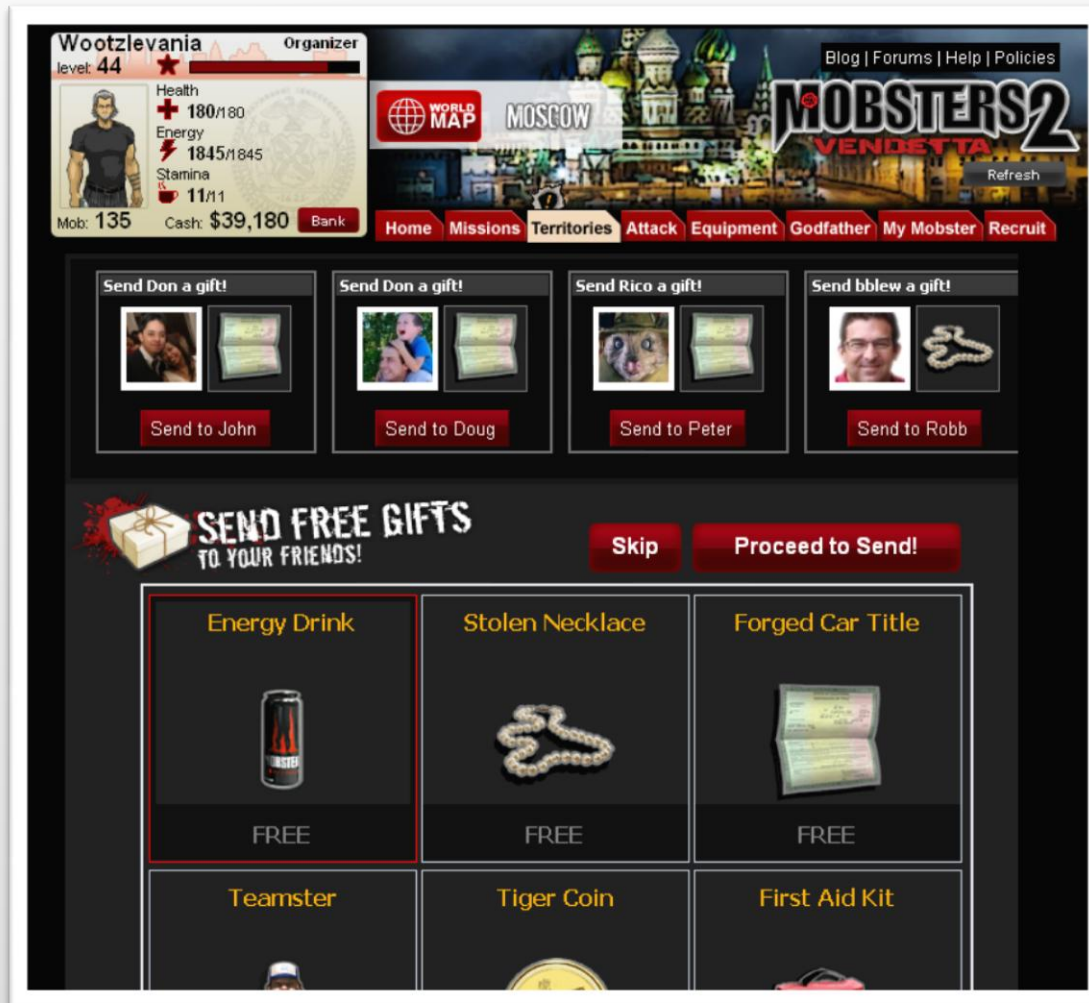 Wootzlevania Organizer
level: 44
Health
180/180
Energy
1845/1845
Stamina
11/11
Mob: 135 Cash: $39,180 Bank
Blog | Forums | Help | Policies
WORLD MAP MOSCOW
MOBSTERS2
VENDETTA
Refresh
Home Missions Territories Attack Equipment Godfather My Mobster Recruit
Send Don a gift! Send Don a gift! Send Rico a gift! Send bblew a gift!
Send to John Send to Doug Send to Peter Send to Robb
SEND FREE GIFTS
TO YOUR FRIENDS!
Skip Proceed to Send!
Energy Drink Stolen Necklace Forged Car Title
MOBSTER
FREE FREE FREE
Teamster Tiger Coin First Aid Kit